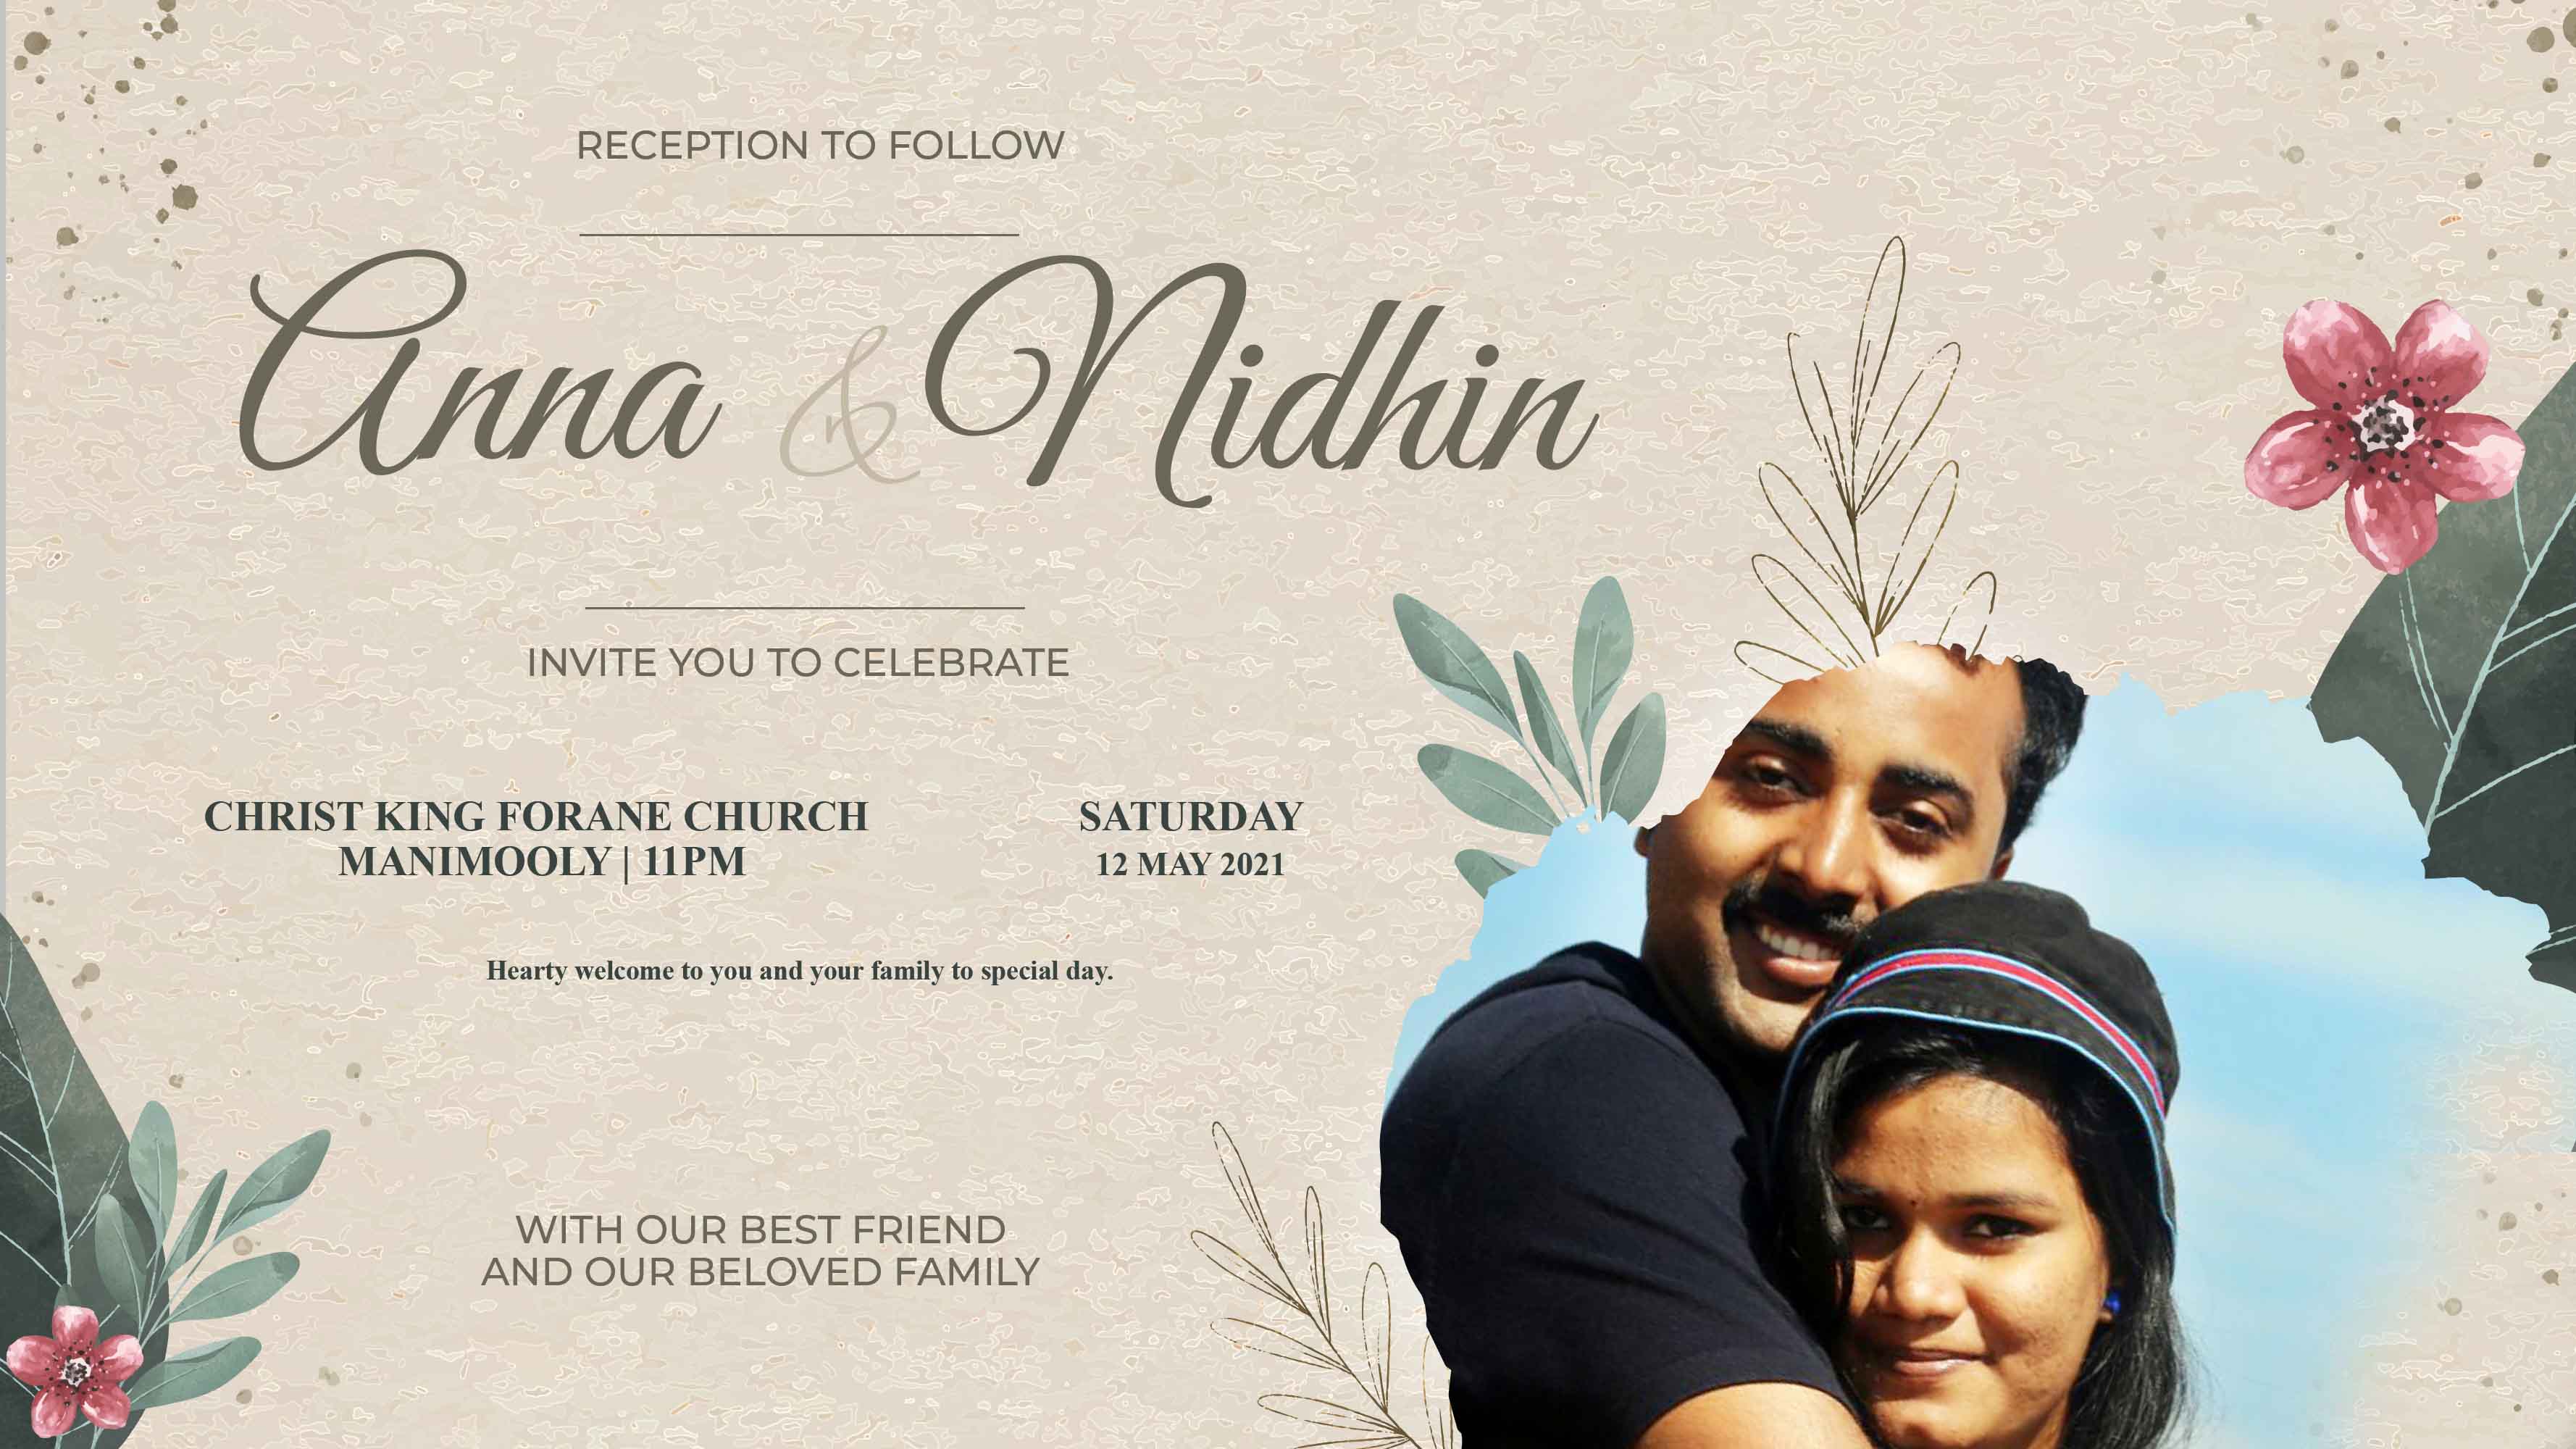 RECEPTION TO FOLLOW
Anna & Nidhin
INVITE YOU TO CELEBRATE
CHRIST KING FORANE CHURCH
MANIMOOLY | 11PM
SATURDAY
12 MAY 2021
Hearty welcome to you and your family to special day.
WITH OUR BEST FRIEND
AND OUR BELOVED FAMILY